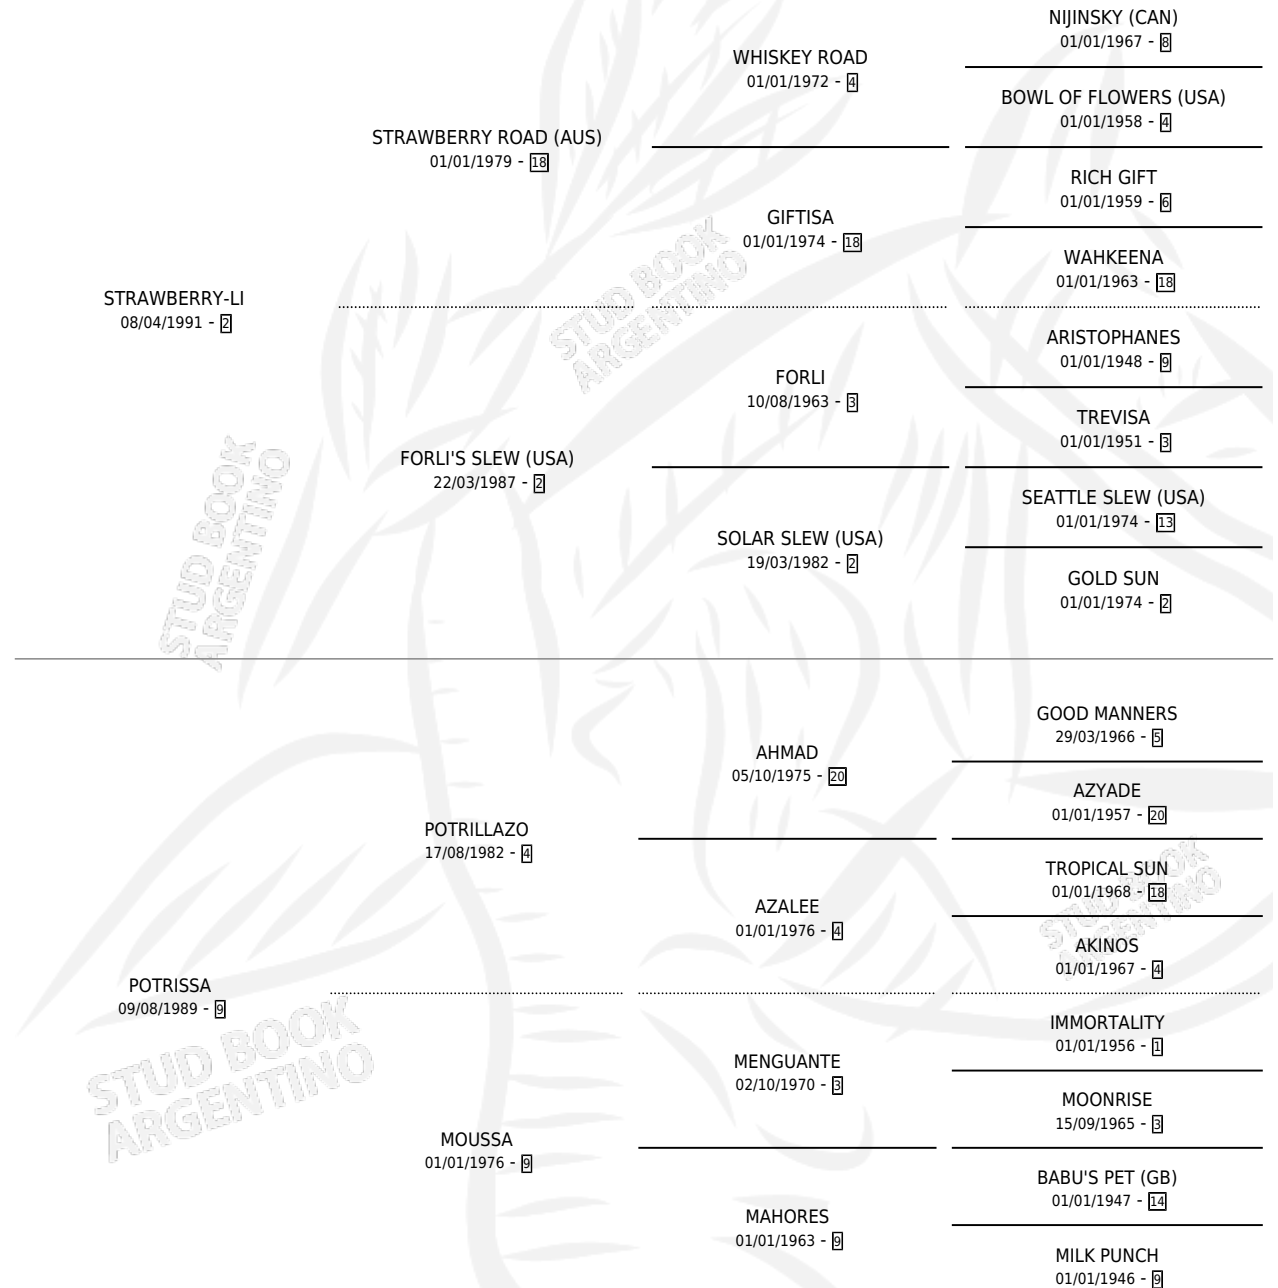 NIJINSKY (CAN)
01/01/1967 - 8
WHISKEY ROAD
01/01/1972 - 4
BOWL OF FLOWERS (USA)
01/01/1958 - 4
STRAWBERRY ROAD (AUS)
01/01/1979 - 18
RICH GIFT
01/01/1959 - 6
GIFTISA
01/01/1974 - 18
WAHKEENA
01/01/1963 - 18
STRAWBERRY-LI
08/04/1991 - 2
ARISTOPHANES
01/01/1948 - 9
FORLI
10/08/1963 - 3
TREVISA
01/01/1951 - 3
FORLI'S SLEW (USA)
22/03/1987 - 2
SEATTLE SLEW (USA)
01/01/1974 - 13
SOLAR SLEW (USA)
19/03/1982 - 2
GOLD SUN
01/01/1974 - 2
GOOD MANNERS
29/03/1966 - 5
AHMAD
05/10/1975 - 20
AZYADE
01/01/1957 - 20
POTRILLAZO
17/08/1982 - 4
TROPICAL SUN
01/01/1968 - 18
AZALEE
01/01/1976 - 4
AKINOS
01/01/1967 - 4
POTRISSA
09/08/1989 - 9
IMMORTALITY
01/01/1956 - 1
MENGUANTE
02/10/1970 - 3
MOONRISE
15/09/1965 - 3
MOUSSA
01/01/1976 - 9
BABU'S PET (GB)
01/01/1947 - 14
MAHORES
01/01/1963 - 9
MILK PUNCH
01/01/1946 - 9
STUD BOOK
ARGENTINO
STUD BOOK
ARGENTINO
STUD BOOK
ARGENTINO
STUD BOOK
ARGENTINO